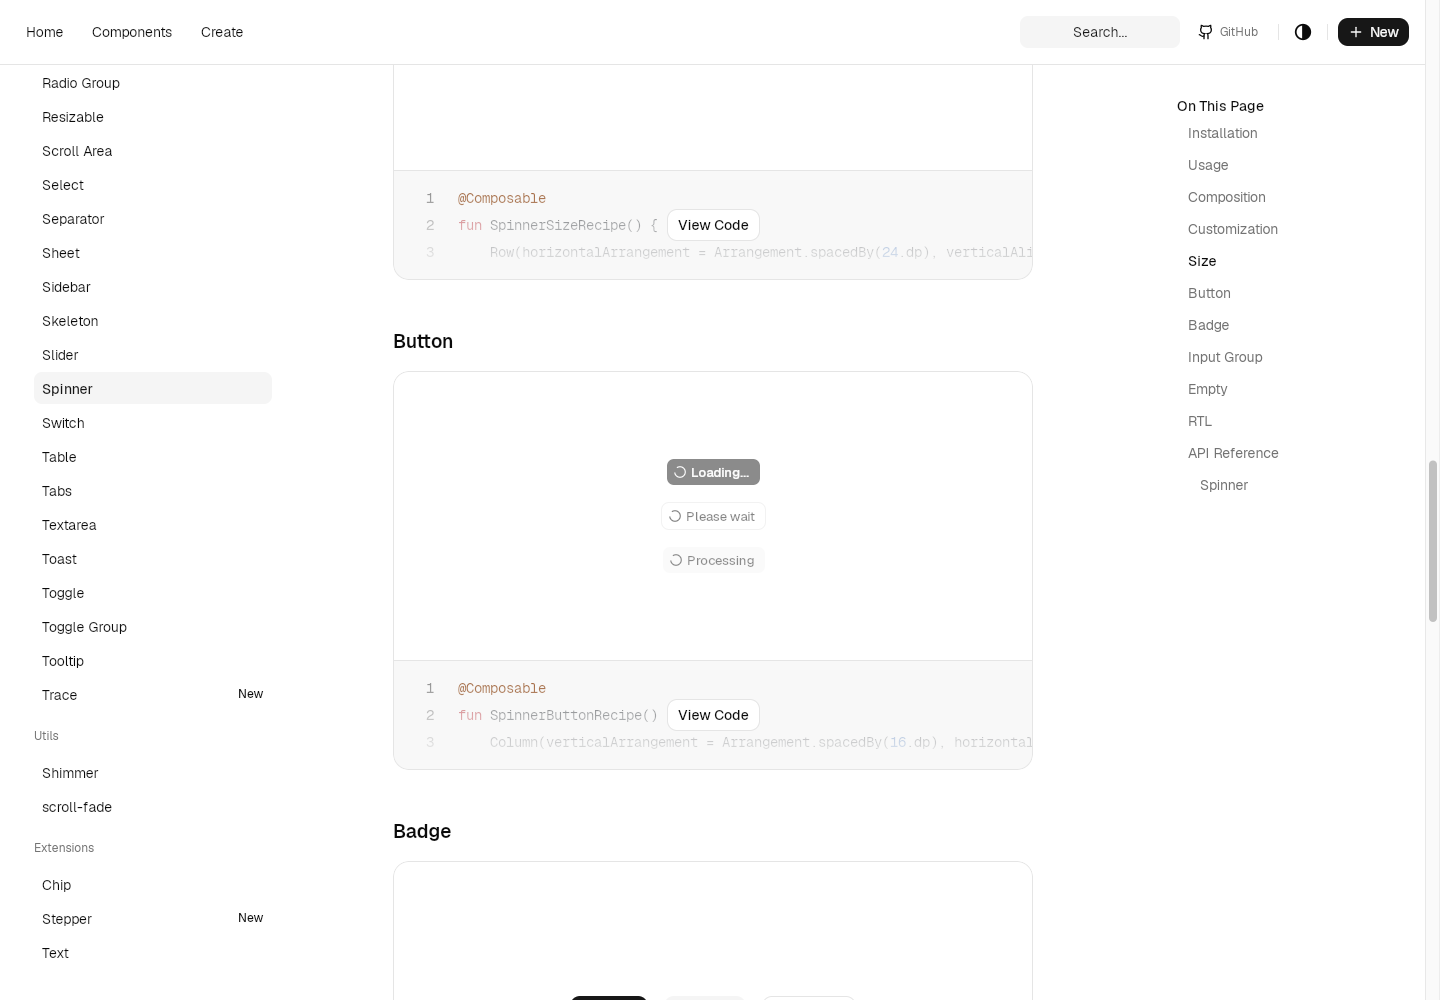 Home Components Create Search... GitHub New
Radio Group
Resizable
Scroll Area
Select
Separator
Sheet
Sidebar
Skeleton
Slider
Spinner
Switch
Table
Tabs
Textarea
Toast
Toggle
Toggle Group
Tooltip
Trace New
Utils
Shimmer
scroll-fade
Extensions
Chip
Stepper New
Text
1 @Composable
2 fun SpinnerSizeRecipe() { View Code
3 Row(horizontalArrangement = Arrangement.spacedBy(24.dp), verticalAli
Button
Loading...
Please wait
Processing
1 @Composable
2 fun SpinnerButtonRecipe() View Code
3 Column(verticalArrangement = Arrangement.spacedBy(16.dp), horizontal
Badge
On This Page
Installation
Usage
Composition
Customization
Size
Button
Badge
Input Group
Empty
RTL
API Reference
Spinner